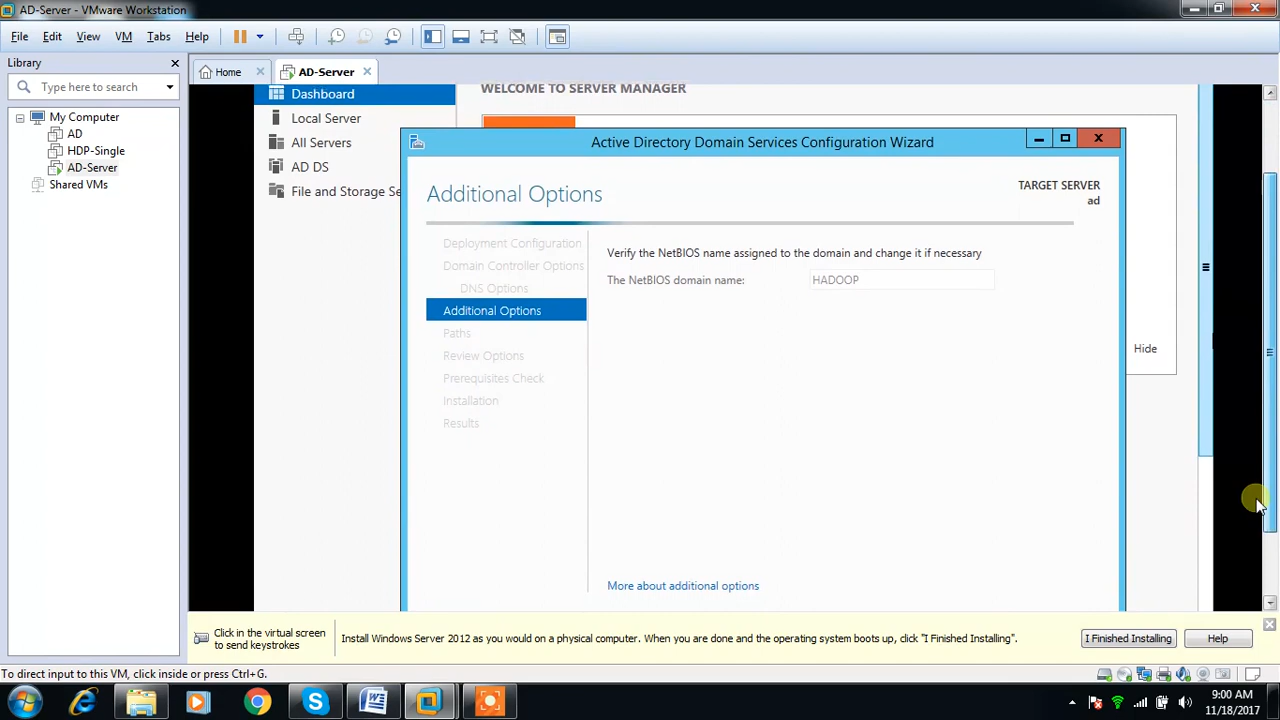 AD-Server - VMware Workstation
File Edit View VM Tabs Help
Library
Type here to search
My Computer
AD
HDP-Single
AD-Server
Shared VMs
Home
AD-Server
Dashboard
Local Server
All Servers
AD DS
File and Storage Se
WELCOME TO SERVER MANAGER
Active Directory Domain Services Configuration Wizard
Additional Options
TARGET SERVER
ad
Deployment Configuration
Domain Controller Options
DNS Options
Additional Options
Paths
Review Options
Prerequisites Check
Installation
Results
Verify the NetBIOS name assigned to the domain and change it if necessary
The NetBIOS domain name: HADOOP
Hide
More about additional options
Click in the virtual screen
to send keystrokes
Install Windows Server 2012 as you would on a physical computer. When you are done and the operating system boots up, click "I Finished Installing".
I Finished Installing
Help
To direct input to this VM, click inside or press Ctrl+G.
9:00 AM
11/18/2017